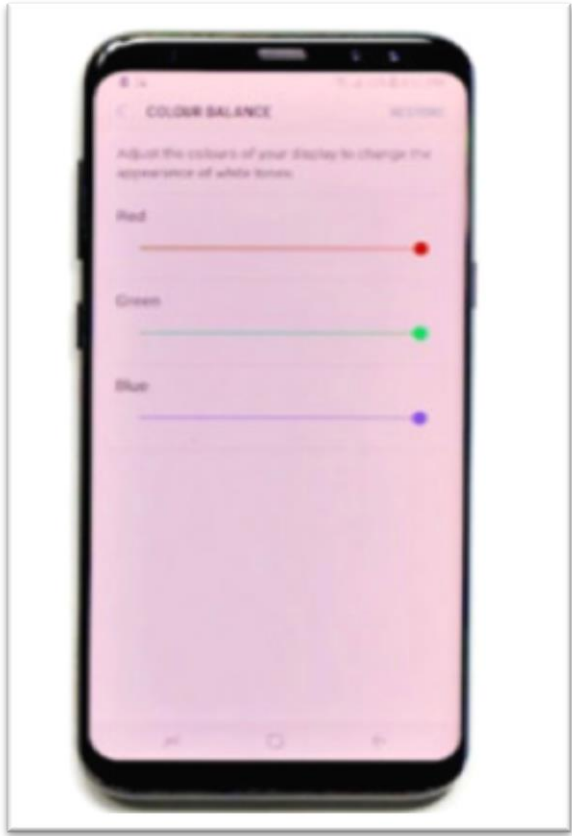 COLOUR BALANCE
Adjust the colours of your display to change the
appearance of white tones.
Red
Green
Blue